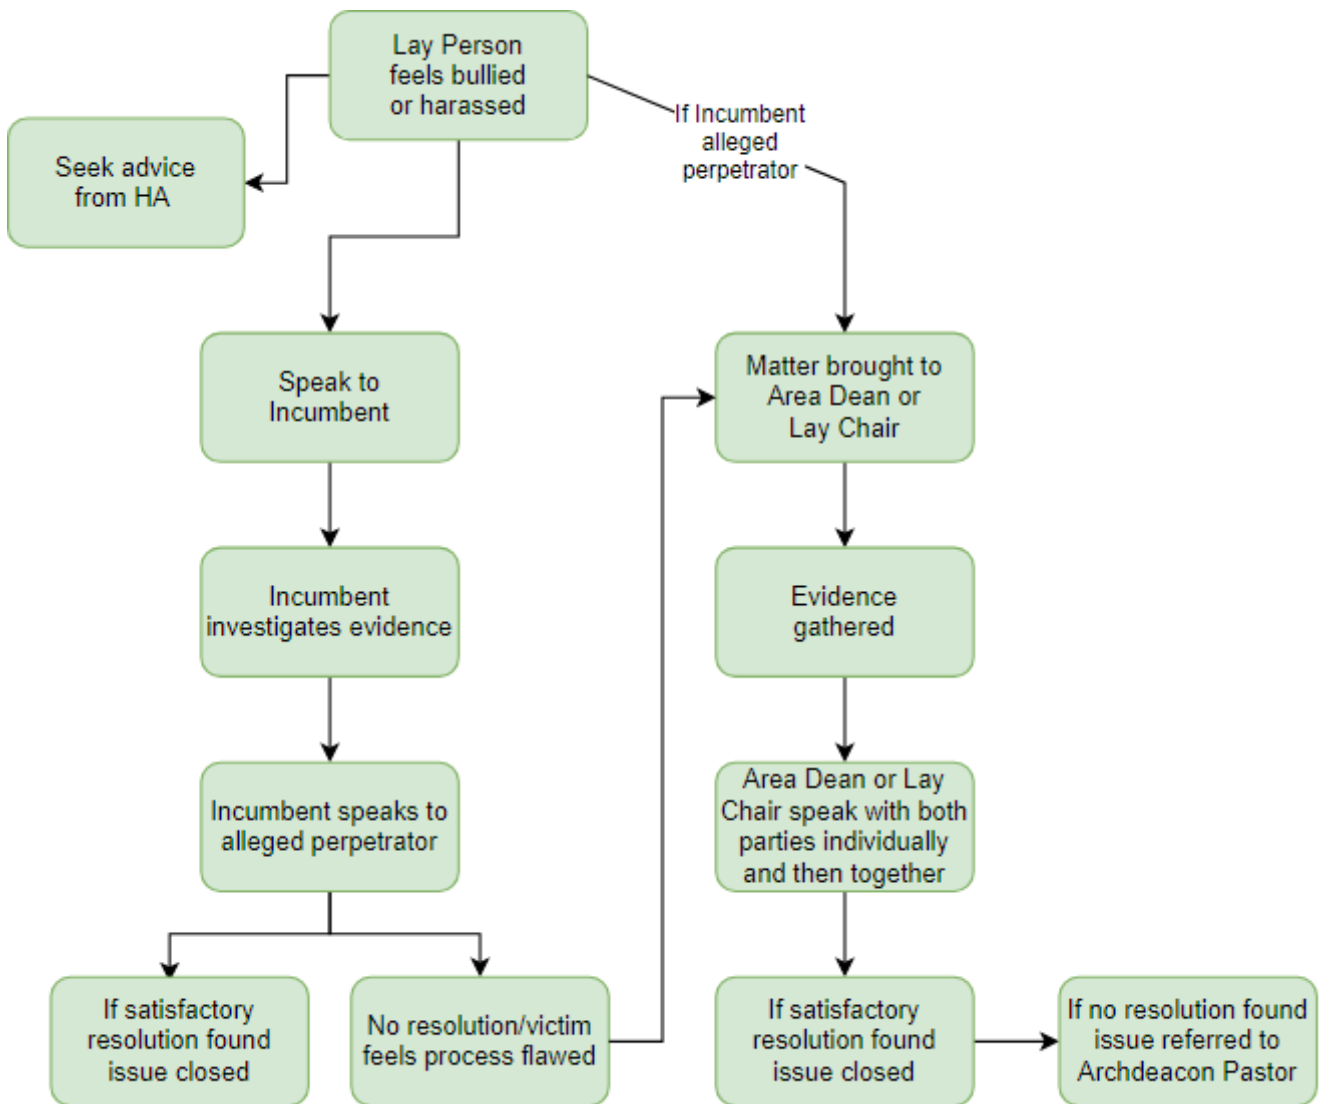 Lay Person
feels bullied
or harassed
If Incumbent
alleged
perpetrator
Seek advice
from HA
Speak to
Incumbent
Matter brought to
Area Dean or
Lay Chair
Incumbent
investigates evidence
Evidence
gathered
Incumbent speaks to
alleged perpetrator
Area Dean or Lay
Chair speak with both
parties individually
and then together
If satisfactory
resolution found
issue closed
No resolution/victim
feels process flawed
If satisfactory
resolution found
issue closed
If no resolution found
issue referred to
Archdeacon Pastor